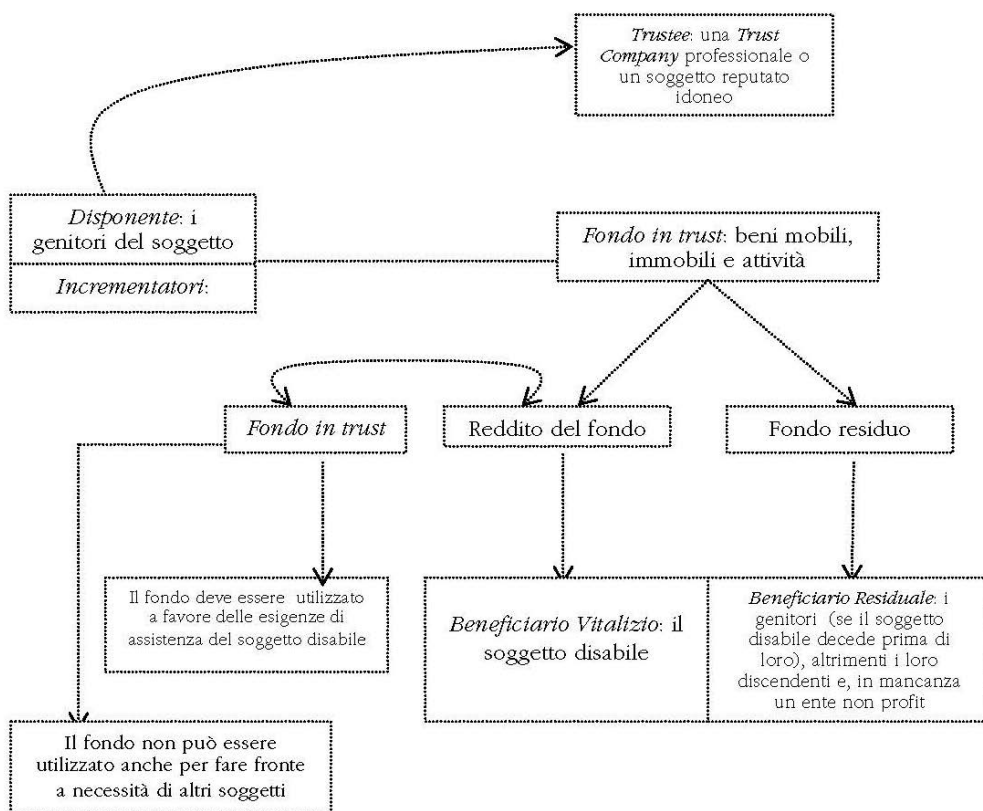 Trustee: una Trust
Company professionale o
un soggetto reputato
idoneo
Disponente: i
genitori del soggetto
Incrementatori:
Fondo in trust: beni mobili,
immobili e attività
Fondo in trust
Reddito del fondo
Fondo residuo
Il fondo deve essere utilizzato
a favore delle esigenze di
assistenza del soggetto disabile
Beneficiario Vitalizio: il
soggetto disabile
Beneficiario Residuale: i
genitori (se il soggetto
disabile decede prima di
loro), altrimenti i loro
discendenti e, in mancanza
un ente non profit
Il fondo non può essere
utilizzato anche per fare fronte
a necessità di altri soggetti